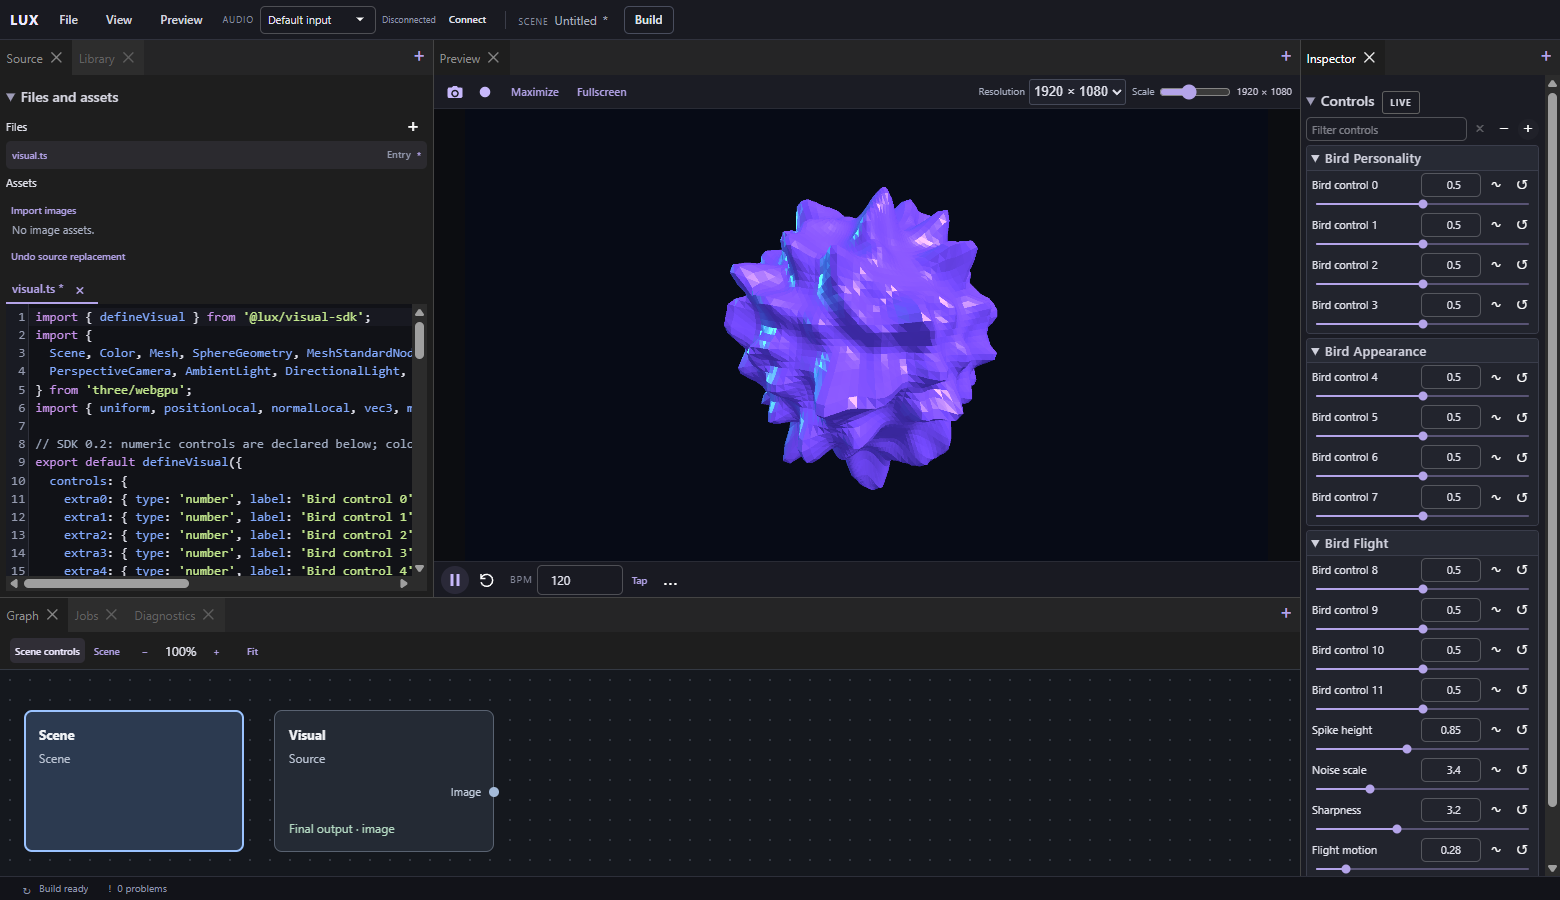 LUX File View Preview AUDIO Default input Disconnected Connect SCENE Untitled * Build
Source Library +
Files and assets
Files +
visual.ts Entry *
Assets
Import images
No image assets.
Undo source replacement
visual.ts *
1 import { defineVisual } from '@lux/visual-sdk';
2 import {
3 Scene, Color, Mesh, SphereGeometry, MeshStandardNod
4 PerspectiveCamera, AmbientLight, DirectionalLight,
5 } from 'three/webgpu';
6 import { uniform, positionLocal, normalLocal, vec3, m
7
8 // SDK 0.2: numeric controls are declared below; colo
9 export default defineVisual({
10 controls: {
11 extra0: { type: 'number', label: 'Bird control 0'
12 extra1: { type: 'number', label: 'Bird control 1'
13 extra2: { type: 'number', label: 'Bird control 2'
14 extra3: { type: 'number', label: 'Bird control 3'
15 extra4: { type: 'number', label: 'Bird control 4'
Preview +
Maximize Fullscreen Resolution 1920 × 1080 Scale 1920 × 1080
BPM 120 Tap ...
Graph Jobs Diagnostics +
Scene controls Scene − 100% + Fit
Scene
Scene
Visual
Source
Image
Final output · image
Inspector +
Controls LIVE
Filter controls × − +
Bird Personality
Bird control 0 0.5
Bird control 1 0.5
Bird control 2 0.5
Bird control 3 0.5
Bird Appearance
Bird control 4 0.5
Bird control 5 0.5
Bird control 6 0.5
Bird control 7 0.5
Bird Flight
Bird control 8 0.5
Bird control 9 0.5
Bird control 10 0.5
Bird control 11 0.5
Spike height 0.85
Noise scale 3.4
Sharpness 3.2
Flight motion 0.28
Build ready ! 0 problems